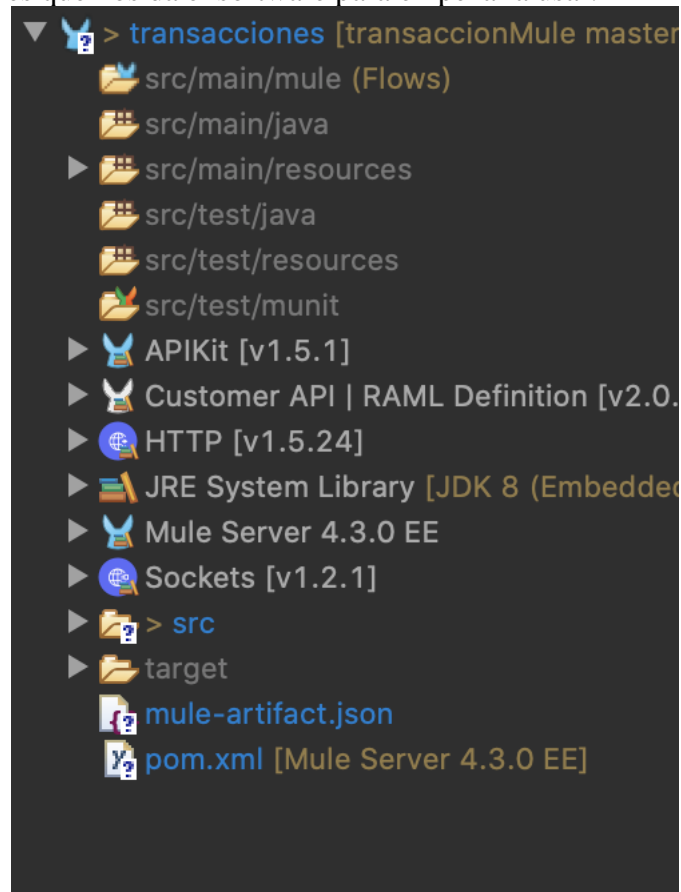 > transacciones [transaccionMule master
src/main/mule (Flows)
src/main/java
src/main/resources
src/test/java
src/test/resources
src/test/munit
APIKit [v1.5.1]
Customer API | RAML Definition [v2.0.
HTTP [v1.5.24]
JRE System Library [JDK 8 (Embedded
Mule Server 4.3.0 EE
Sockets [v1.2.1]
> src
target
mule-artifact.json
pom.xml [Mule Server 4.3.0 EE]